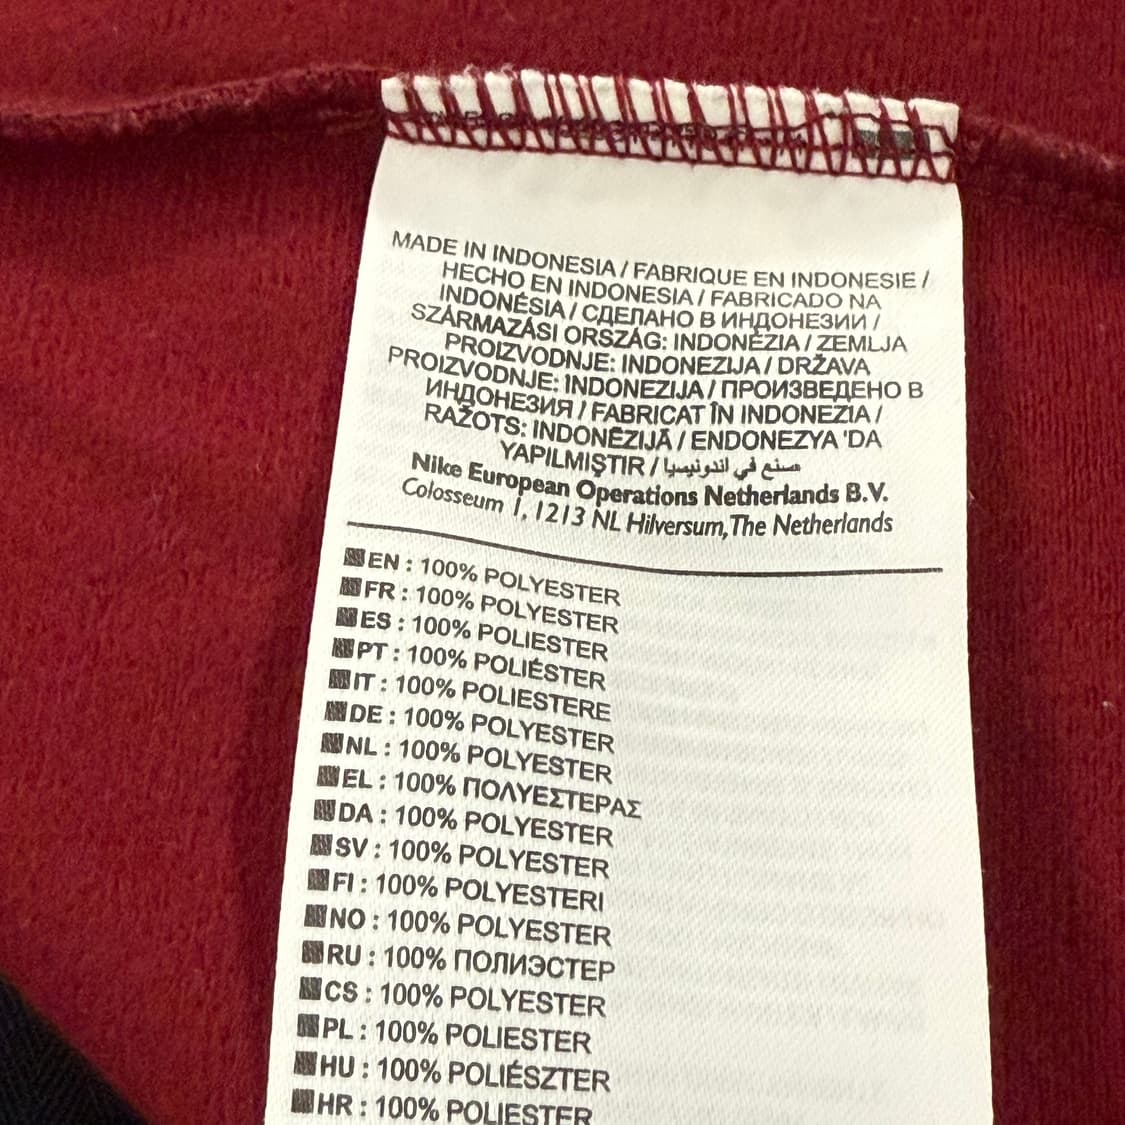 MADE IN INDONESIA / FABRIQUE EN INDONESIE /
HECHO EN INDONESIA / FABRICADO NA
INDONÉSIA / СДЕЛАНО В ИНДОНЕЗИИ /
SZÁRMAZÁSI ORSZÁG: INDONÉZIA / ZEMLJA
PROIZVODNJE: INDONEZIJA / DRŽAVA
PROIZVODNJE: INDONEZIJA / ПРОИЗВЕДЕНО В
ИНДОНЕЗИЯ / FABRICAT ÎN INDONEZIA /
RAŽOTS: INDONĒZIJĀ / ENDONEZYA 'DA
YAPILMIŞTIR / صنع في اندونيسيا
Nike European Operations Netherlands B.V.
Colosseum 1, 1213 NL Hilversum, The Netherlands
EN : 100% POLYESTER
FR : 100% POLYESTER
ES : 100% POLIESTER
PT : 100% POLIÉSTER
IT : 100% POLIESTERE
DE : 100% POLYESTER
NL : 100% POLYESTER
EL : 100% ΠΟΛΥΕΣΤΕΡΑΣ
DA : 100% POLYESTER
SV : 100% POLYESTER
FI : 100% POLYESTERI
NO : 100% POLYESTER
RU : 100% ПОЛИЭСТЕР
CS : 100% POLYESTER
PL : 100% POLIESTER
HU : 100% POLIÉSZTER
HR : 100% POLIESTER